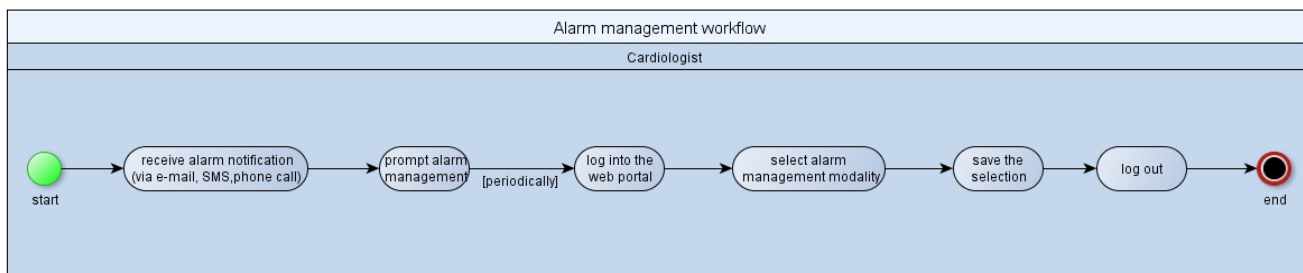 Alarm management workflow
Cardiologist
start
receive alarm notification
(via e-mail, SMS,phone call)
prompt alarm
management
[periodically]
log into the
web portal
select alarm
management modality
save the
selection
log out
end